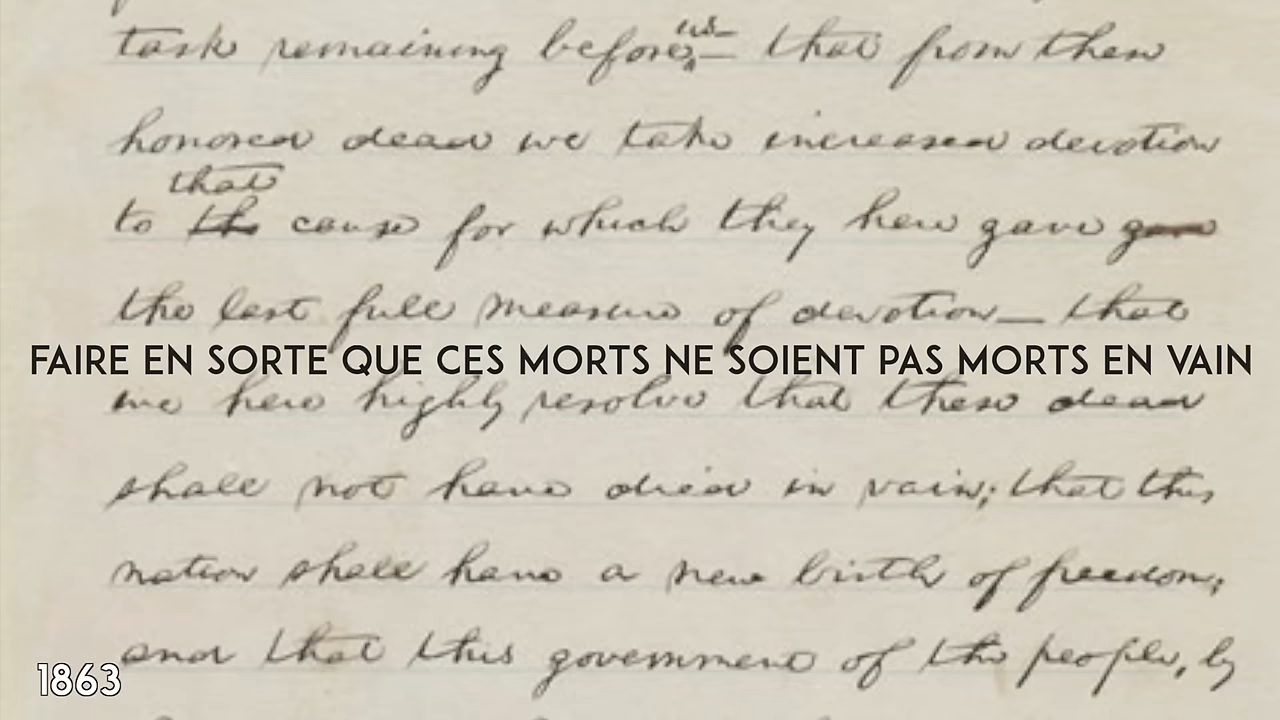 task remaining before us— that from these
honored dead we take increased devotion
that
to the cause for which they here gave gave
the last full measure of devotion— that
FAIRE EN SORTE QUE CES MORTS NE SOIENT PAS MORTS EN VAIN
we here highly resolve that these dead
shall not have died in vain; that this
nation shall have a new birth of freedom;
and that this government of the people, by
1863